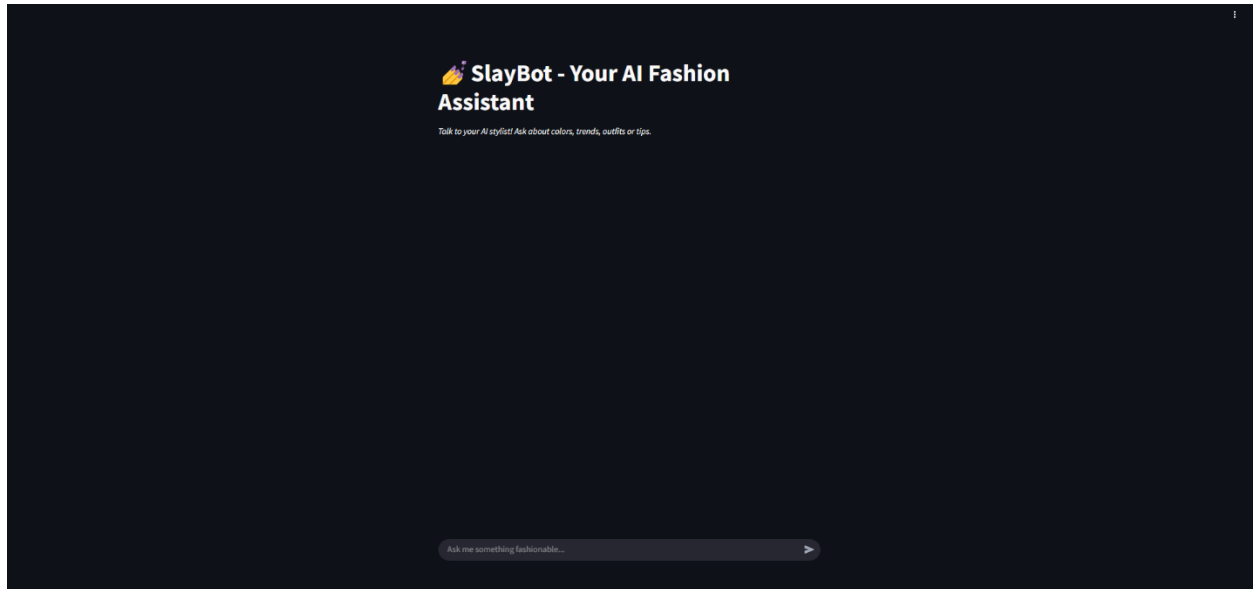 💅 SlayBot - Your AI Fashion
Assistant
Talk to your AI stylist! Ask about colors, trends, outfits or tips.
Ask me something fashionable...